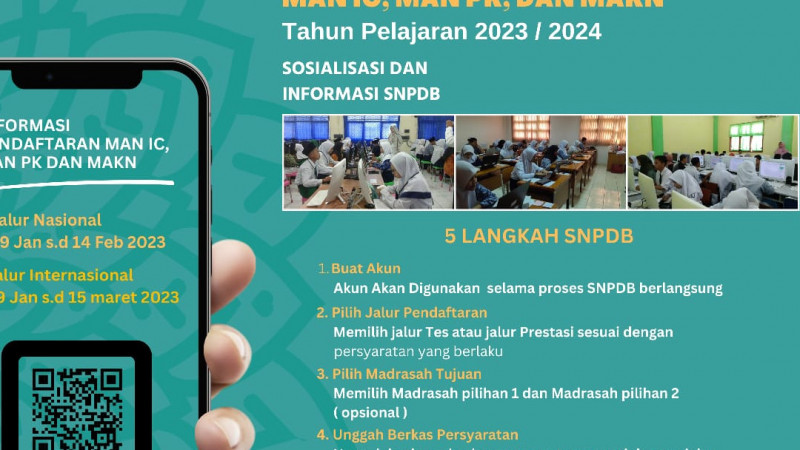 MAN IC, MAN PK, DAN MAKN
Tahun Pelajaran 2023 / 2024
SOSIALISASI DAN
INFORMASI SNPDB
FORMASI
NDAFTARAN MAN IC,
AN PK DAN MAKN
alur Nasional
9 Jan s.d 14 Feb 2023
alur Internasional
9 Jan s.d 15 maret 2023
5 LANGKAH SNPDB
1. Buat Akun
Akun Akan Digunakan selama proses SNPDB berlangsung
2. Pilih Jalur Pendaftaran
Memilih jalur Tes atau jalur Prestasi sesuai dengan
persyaratan yang berlaku
3. Pilih Madrasah Tujuan
Memilih Madrasah pilihan 1 dan Madrasah pilihan 2
( opsional )
4. Unggah Berkas Persyaratan